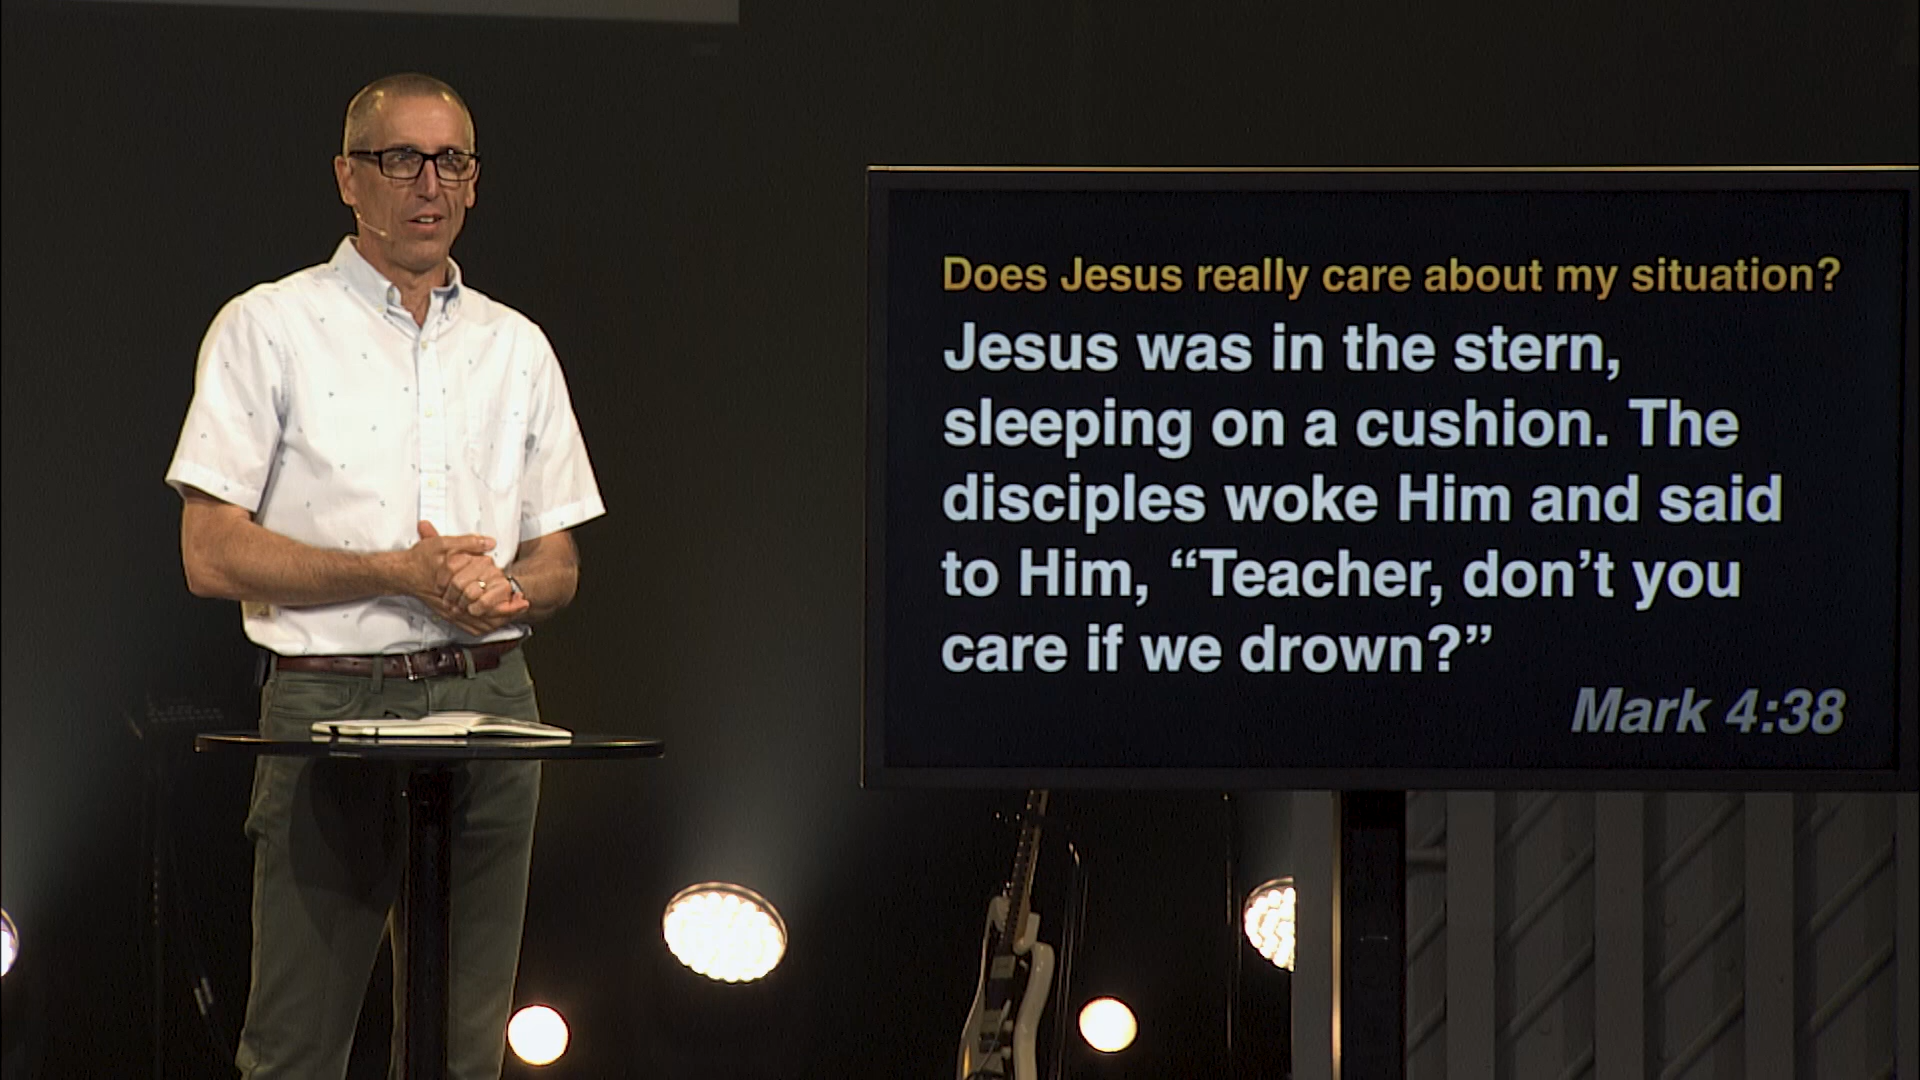 Does Jesus really care about my situation?
Jesus was in the stern,
sleeping on a cushion. The
disciples woke Him and said
to Him, “Teacher, don’t you
care if we drown?”
Mark 4:38